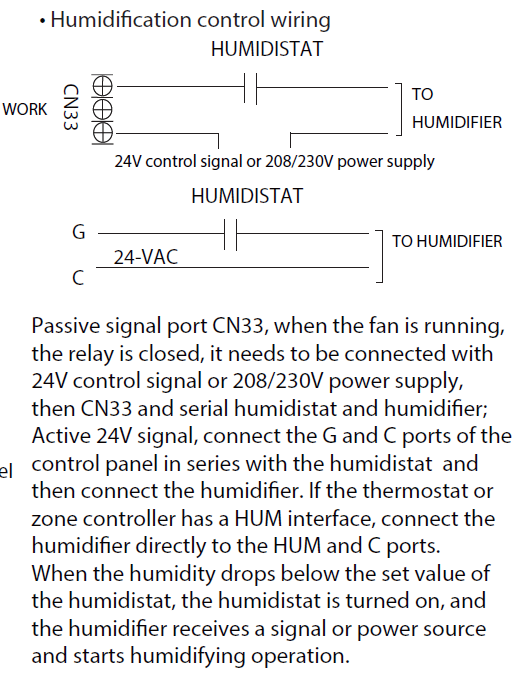 • Humidification control wiring
HUMIDISTAT
WORK
CN33
TO
HUMIDIFIER
24V control signal or 208/230V power supply
HUMIDISTAT
G
TO HUMIDIFIER
24-VAC
C
Passive signal port CN33, when the fan is running,
the relay is closed, it needs to be connected with
24V control signal or 208/230V power supply,
then CN33 and serial humidistat and humidifier;
Active 24V signal, connect the G and C ports of the
el control panel in series with the humidistat and
then connect the humidifier. If the thermostat or
zone controller has a HUM interface, connect the
humidifier directly to the HUM and C ports.
When the humidity drops below the set value of
the humidistat, the humidistat is turned on, and
the humidifier receives a signal or power source
and starts humidifying operation.